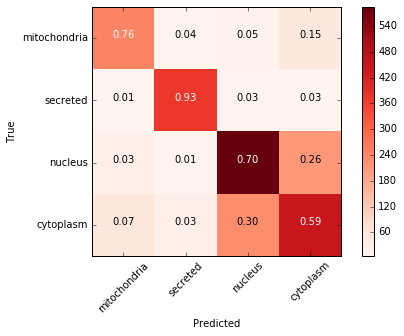 mitochondria 0.76 0.04 0.05 0.15
secreted 0.01 0.93 0.03 0.03
nucleus 0.03 0.01 0.70 0.26
cytoplasm 0.07 0.03 0.30 0.59
True
mitochondria secreted nucleus cytoplasm
Predicted
540
480
420
360
300
240
180
120
60